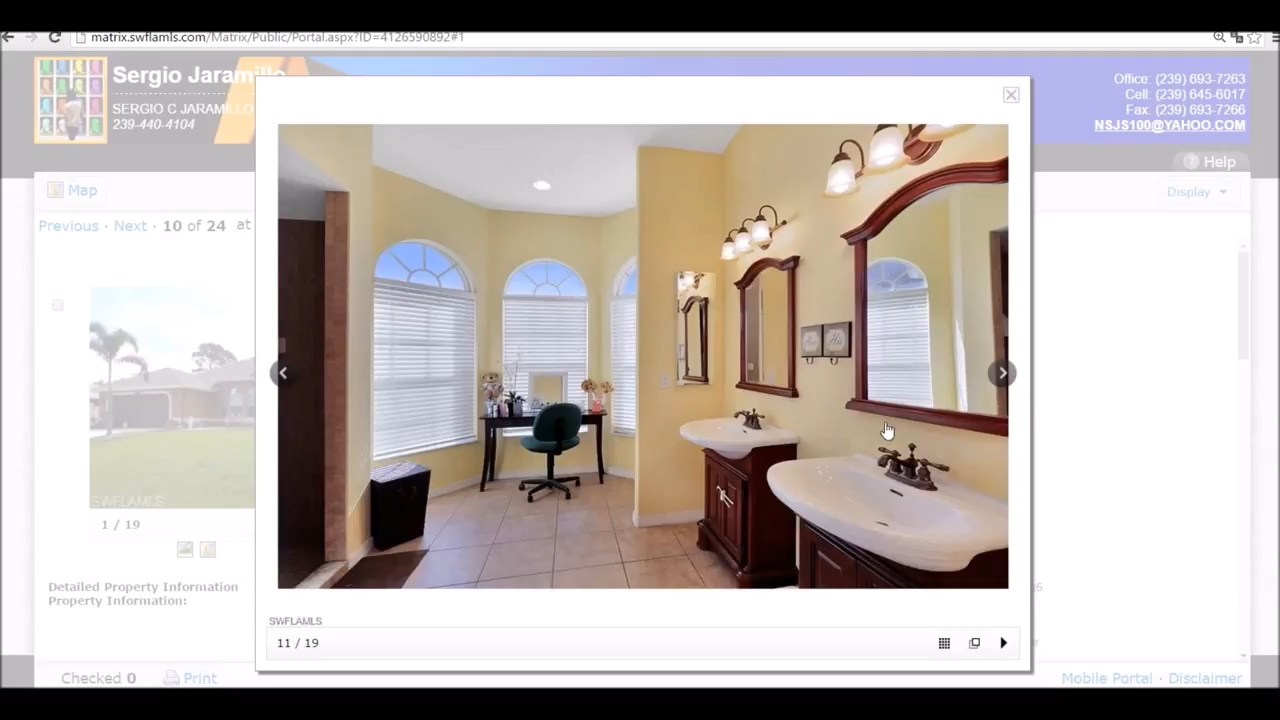 matrix.swflamls.com/Matrix/Public/Portal.aspx?ID=4126590892#1
Sergio Jaramillo
SERGIO C JARAMILLO
239-440-4104
Office: (239) 693-7263
Cell: (239) 645-6017
Fax: (239) 693-7266
NSJS100@YAHOO.COM
? Help
Map
Display
Previous · Next · 10 of 24 at
SWFLAMLS
1 / 19
Detailed Property Information
Property Information:
SWFLAMLS
11 / 19
Checked 0
Print
Mobile Portal · Disclaimer